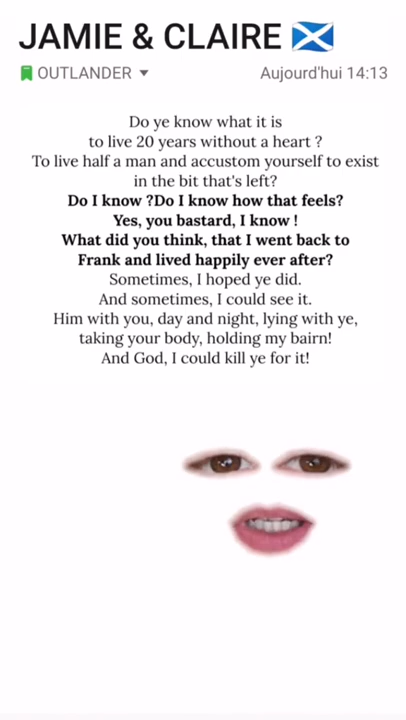 JAMIE & CLAIRE 🏴󠁧󠁢󠁳󠁣󠁴󠁿
OUTLANDER
Aujourd'hui 14:13
Do ye know what it is
to live 20 years without a heart ?
To live half a man and accustom yourself to exist
in the bit that's left?
Do I know ?Do I know how that feels?
Yes, you bastard, I know !
What did you think, that I went back to
Frank and lived happily ever after?
Sometimes, I hoped ye did.
And sometimes, I could see it.
Him with you, day and night, lying with ye,
taking your body, holding my bairn!
And God, I could kill ye for it!